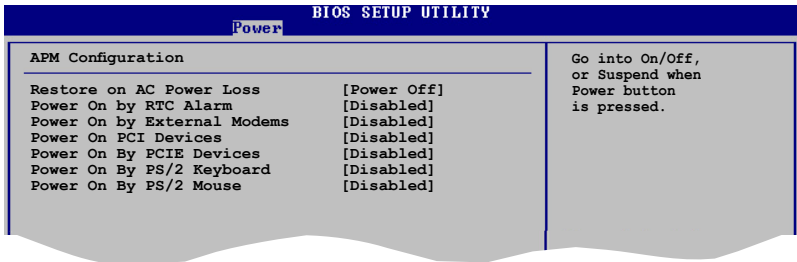 BIOS SETUP UTILITY
Power
APM Configuration
Restore on AC Power Loss [Power Off]
Power On by RTC Alarm [Disabled]
Power On by External Modems [Disabled]
Power On PCI Devices [Disabled]
Power On By PCIE Devices [Disabled]
Power On By PS/2 Keyboard [Disabled]
Power On By PS/2 Mouse [Disabled]
Go into On/Off,
or Suspend when
Power button
is pressed.